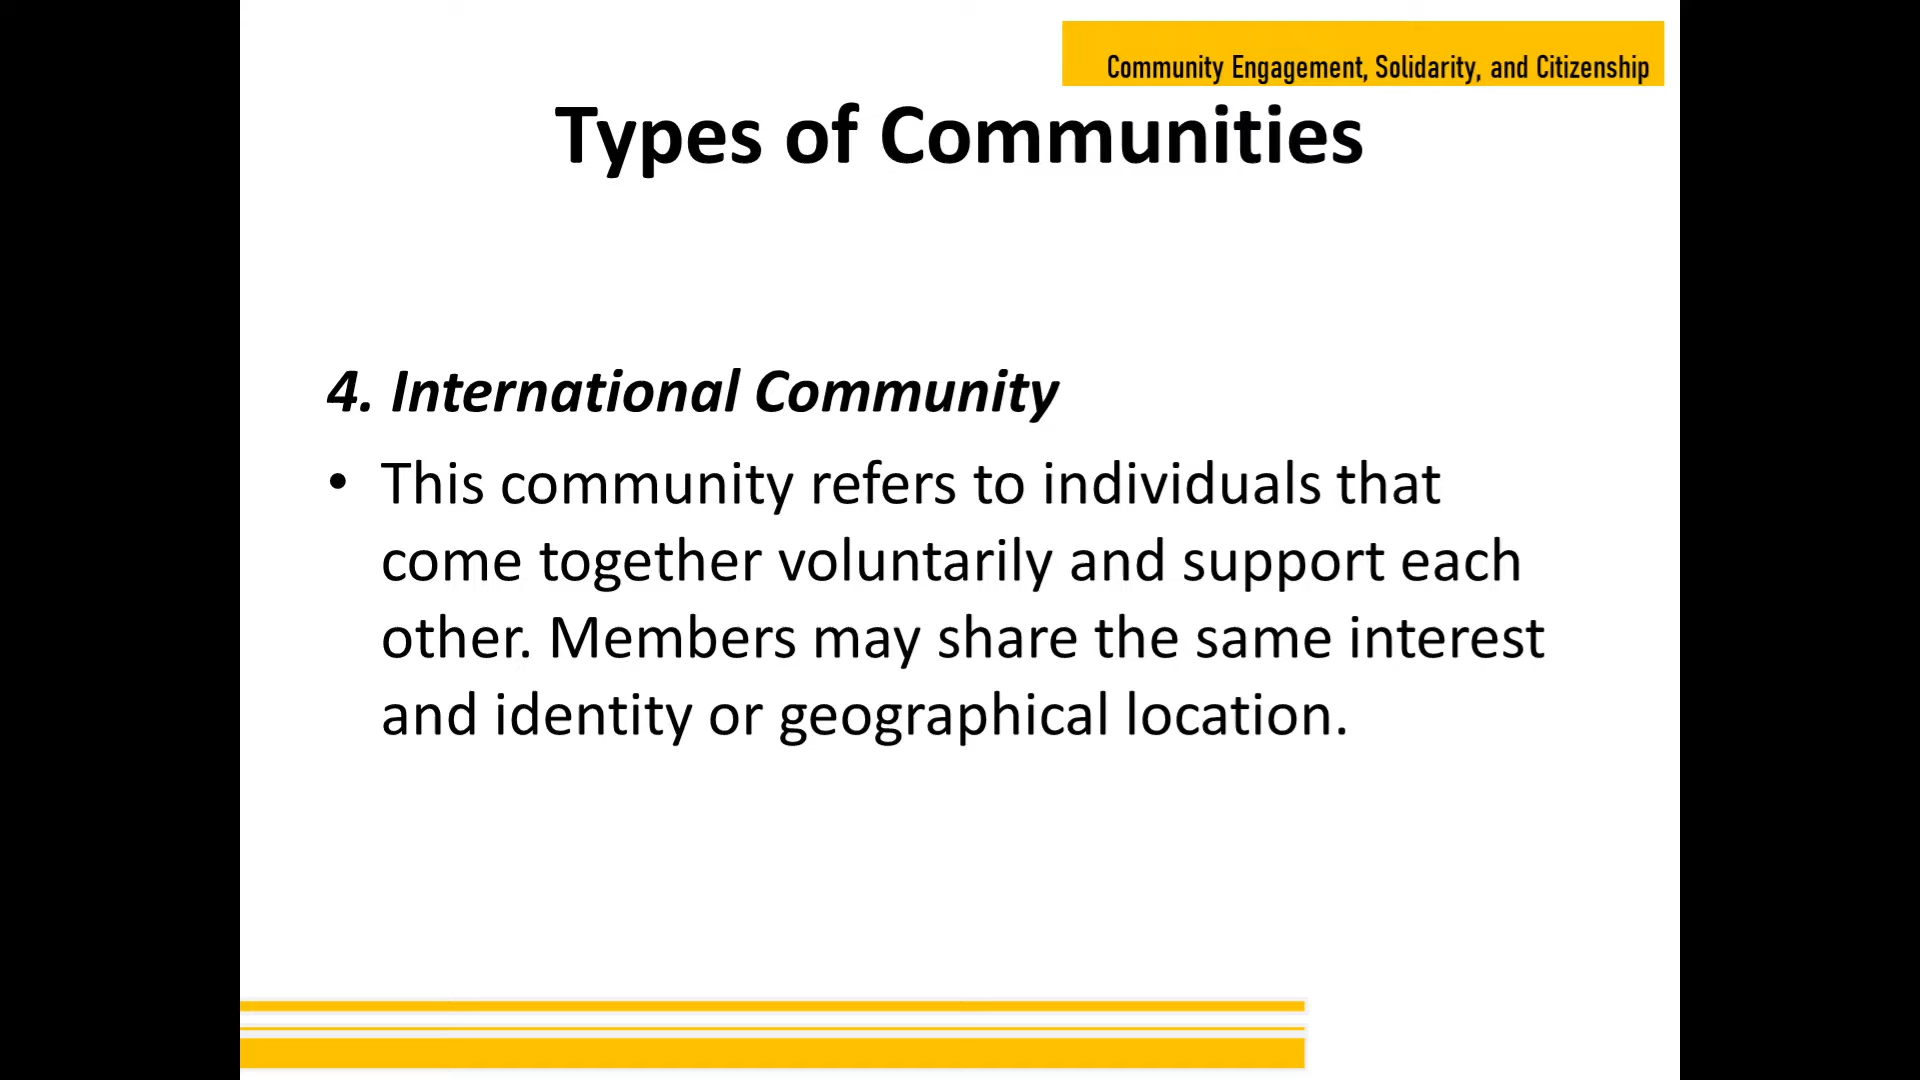 Community Engagement, Solidarity, and Citizenship
Types of Communities
4. International Community
• This community refers to individuals that
come together voluntarily and support each
other. Members may share the same interest
and identity or geographical location.